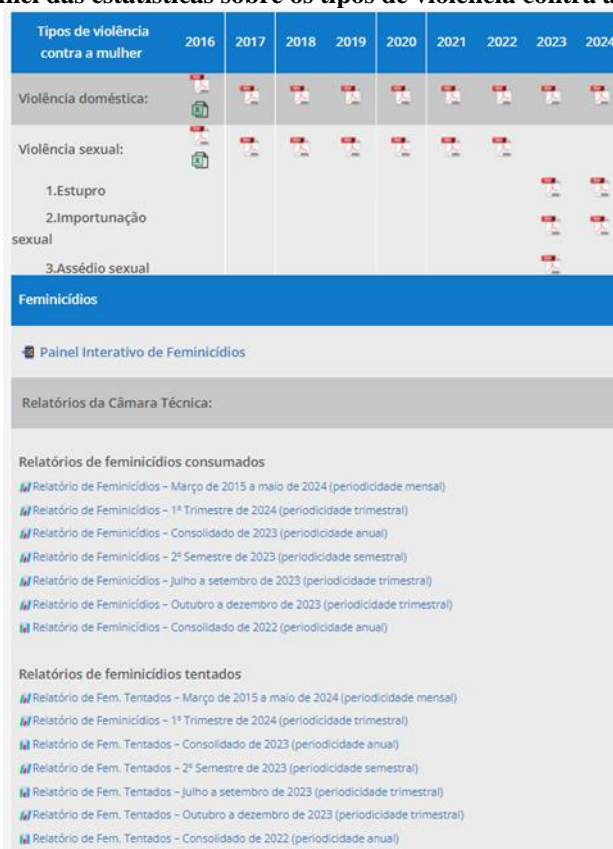 das estatísticas sobre os tipos de violência contra a
Tipos de violência contra a mulher 2016 2017 2018 2019 2020 2021 2022 2023 2024
Violência doméstica:
Violência sexual:
1.Estupro
2.Importunação
sexual
3.Assédio sexual
Feminicídios
Painel Interativo de Feminicídios
Relatórios da Câmara Técnica:
Relatórios de feminicídios consumados
Relatório de Feminicídios – Março de 2015 a maio de 2024 (periodicidade mensal)
Relatório de Feminicídios – 1º Trimestre de 2024 (periodicidade trimestral)
Relatório de Feminicídios – Consolidado de 2023 (periodicidade anual)
Relatório de Feminicídios – 2º Semestre de 2023 (periodicidade semestral)
Relatório de Feminicídios – Julho a setembro de 2023 (periodicidade trimestral)
Relatório de Feminicídios – Outubro a dezembro de 2023 (periodicidade trimestral)
Relatório de Feminicídios – Consolidado de 2022 (periodicidade anual)
Relatórios de feminicídios tentados
Relatório de Fem. Tentados – Março de 2015 a maio de 2024 (periodicidade mensal)
Relatório de Feminicídios – 1º Trimestre de 2024 (periodicidade trimestral)
Relatório de Fem. Tentados – Consolidado de 2023 (periodicidade anual)
Relatório de Fem. Tentados – 2º Semestre de 2023 (periodicidade semestral)
Relatório de Fem. Tentados – Julho a setembro de 2023 (periodicidade trimestral)
Relatório de Fem. Tentados – Outubro a dezembro de 2023 (periodicidade trimestral)
Relatório de Fem. Tentados – Consolidado de 2022 (periodicidade anual)